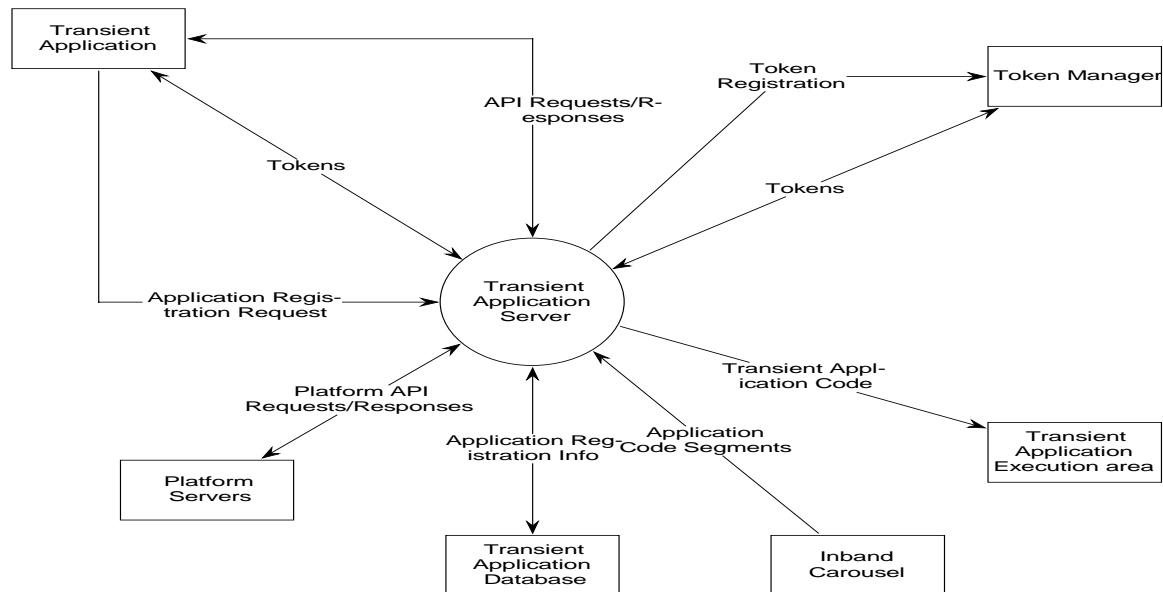 Transient
Application
Token
Registration
Token Manager
API Requests/R-
esponses
Tokens
Tokens
Transient
Application
Server
Application Regis-
tration Request
Transient Appl-
ication Code
Platform API
Requests/Responses
Application Reg-
istration Info
Application
Code Segments
Transient
Application
Execution area
Platform
Servers
Transient
Application
Database
Inband
Carousel